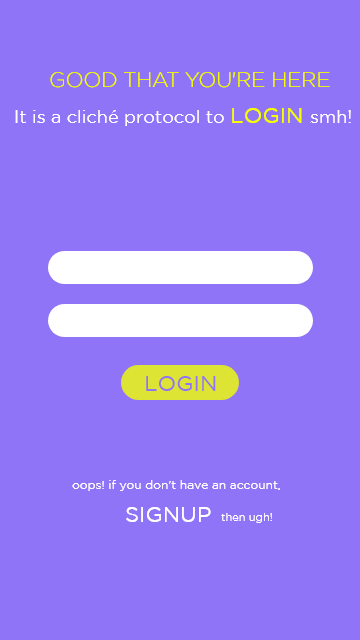 GOOD THAT YOU'RE HERE
It is a cliché protocol to LOGIN smh!
LOGIN
oops! if you don't have an account,
SIGNUP then ugh!